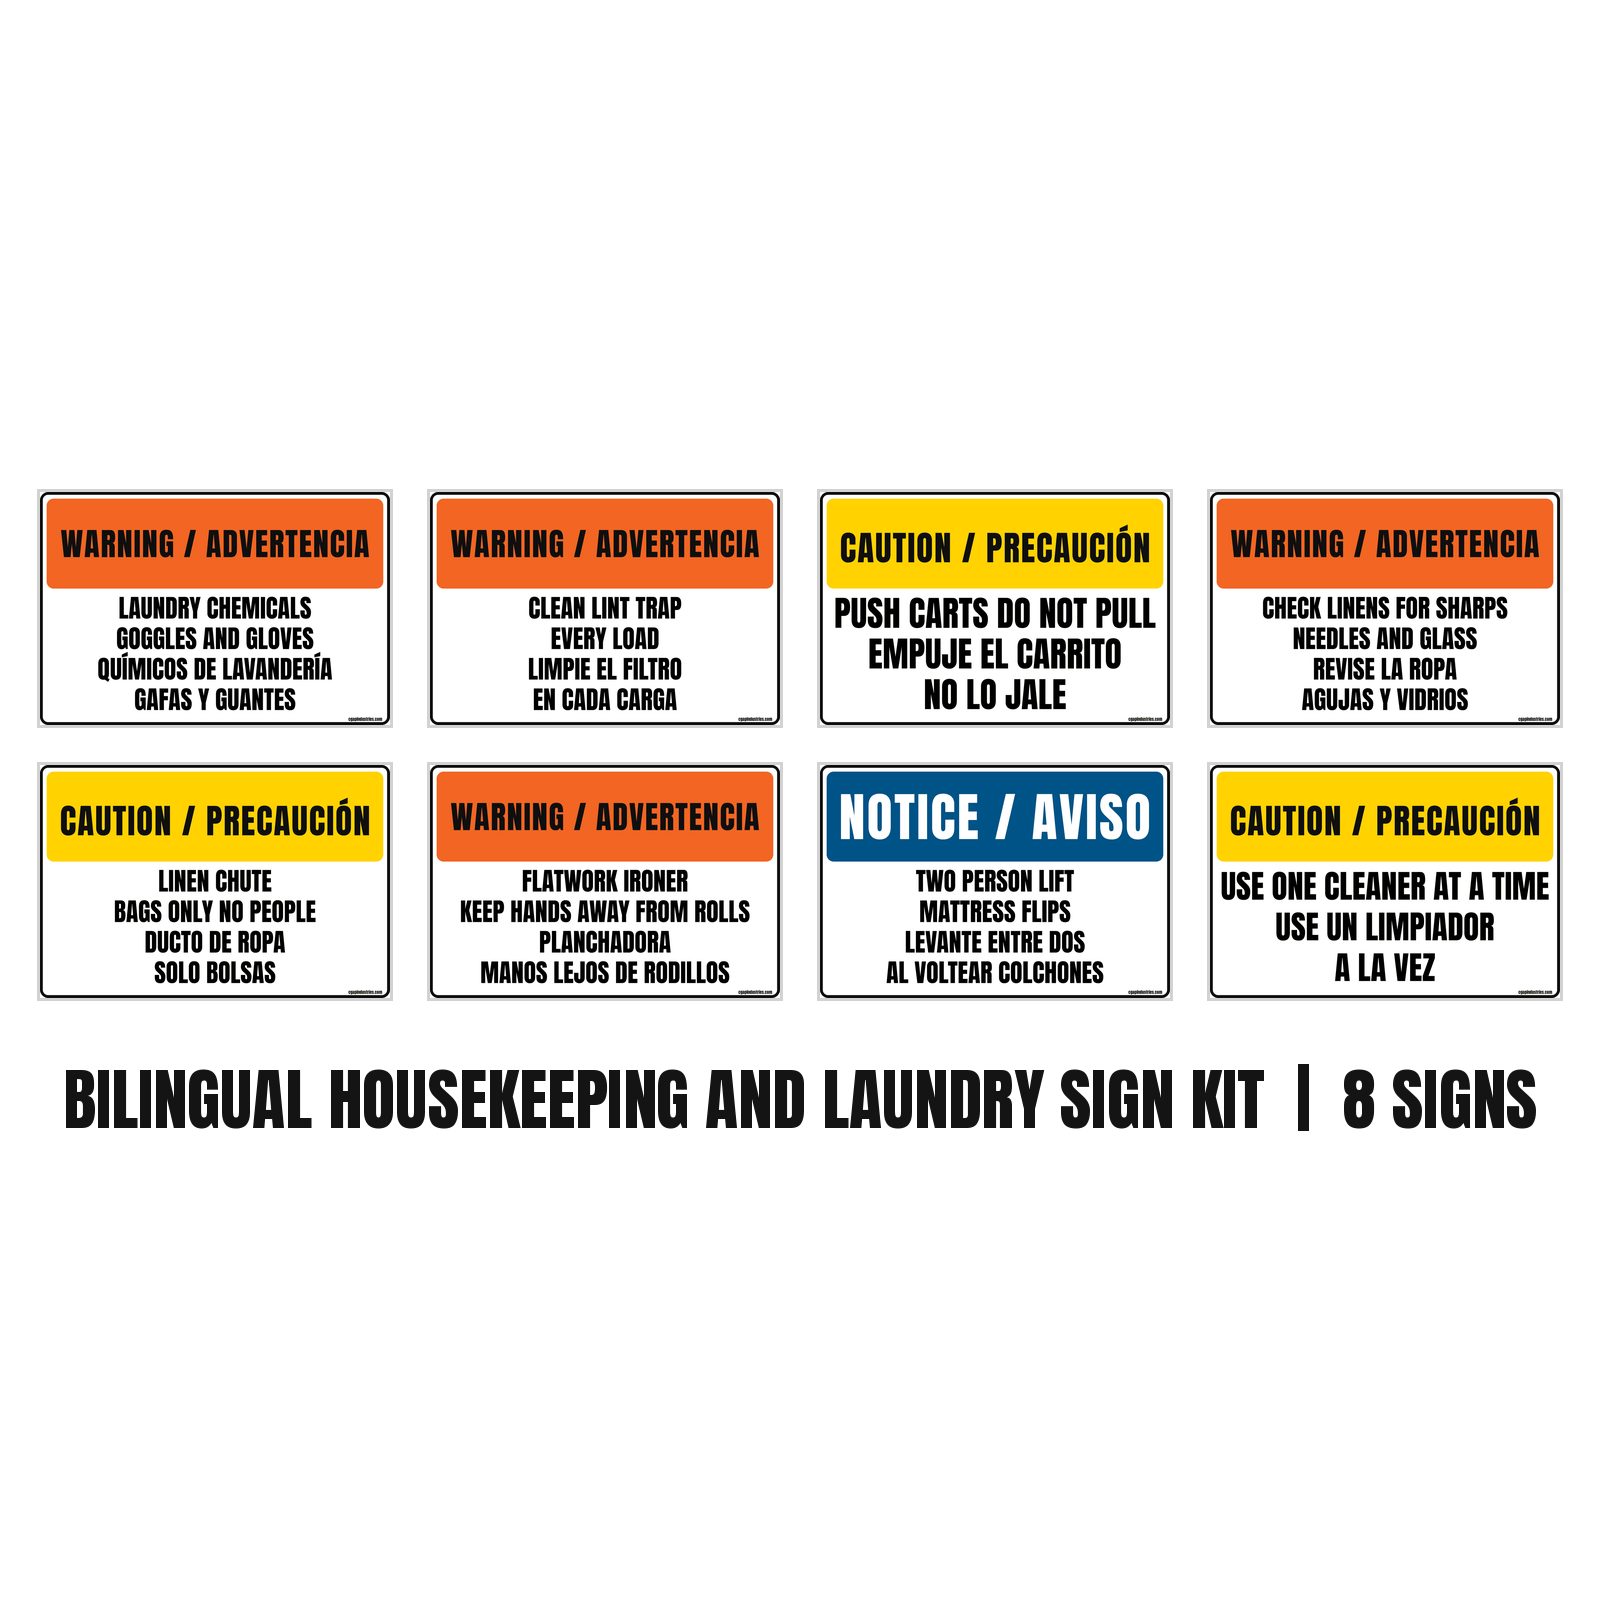 WARNING / ADVERTENCIA
LAUNDRY CHEMICALS
GOGGLES AND GLOVES
QUÍMICOS DE LAVANDERÍA
GAFAS Y GUANTES
WARNING / ADVERTENCIA
CLEAN LINT TRAP
EVERY LOAD
LIMPIE EL FILTRO
EN CADA CARGA
CAUTION / PRECAUCIÓN
PUSH CARTS DO NOT PULL
EMPUJE EL CARRITO
NO LO JALE
WARNING / ADVERTENCIA
CHECK LINENS FOR SHARPS
NEEDLES AND GLASS
REVISE LA ROPA
AGUJAS Y VIDRIOS
CAUTION / PRECAUCIÓN
LINEN CHUTE
BAGS ONLY NO PEOPLE
DUCTO DE ROPA
SOLO BOLSAS
WARNING / ADVERTENCIA
FLATWORK IRONER
KEEP HANDS AWAY FROM ROLLS
PLANCHADORA
MANOS LEJOS DE RODILLOS
NOTICE / AVISO
TWO PERSON LIFT
MATTRESS FLIPS
LEVANTE ENTRE DOS
AL VOLTEAR COLCHONES
CAUTION / PRECAUCIÓN
USE ONE CLEANER AT A TIME
USE UN LIMPIADOR
A LA VEZ
BILINGUAL HOUSEKEEPING AND LAUNDRY SIGN KIT | 8 SIGNS